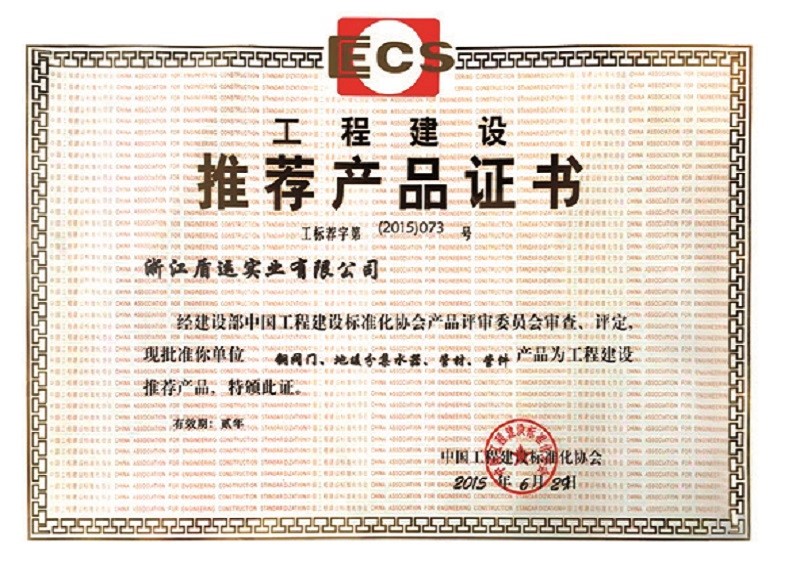 CECS
工程建设
推荐产品证书
工标荐字第 (2015)073 号
浙江盾运实业有限公司
经建设部中国工程建设标准化协会产品评审委员会审查、评定,
现批准你单位 铜阀门、地暖分集水器、管材、管件 产品为工程建设
推荐产品, 特颁此证。
有效期: 贰年
中国工程建设标准化协会
2015 年 6 月 29 日